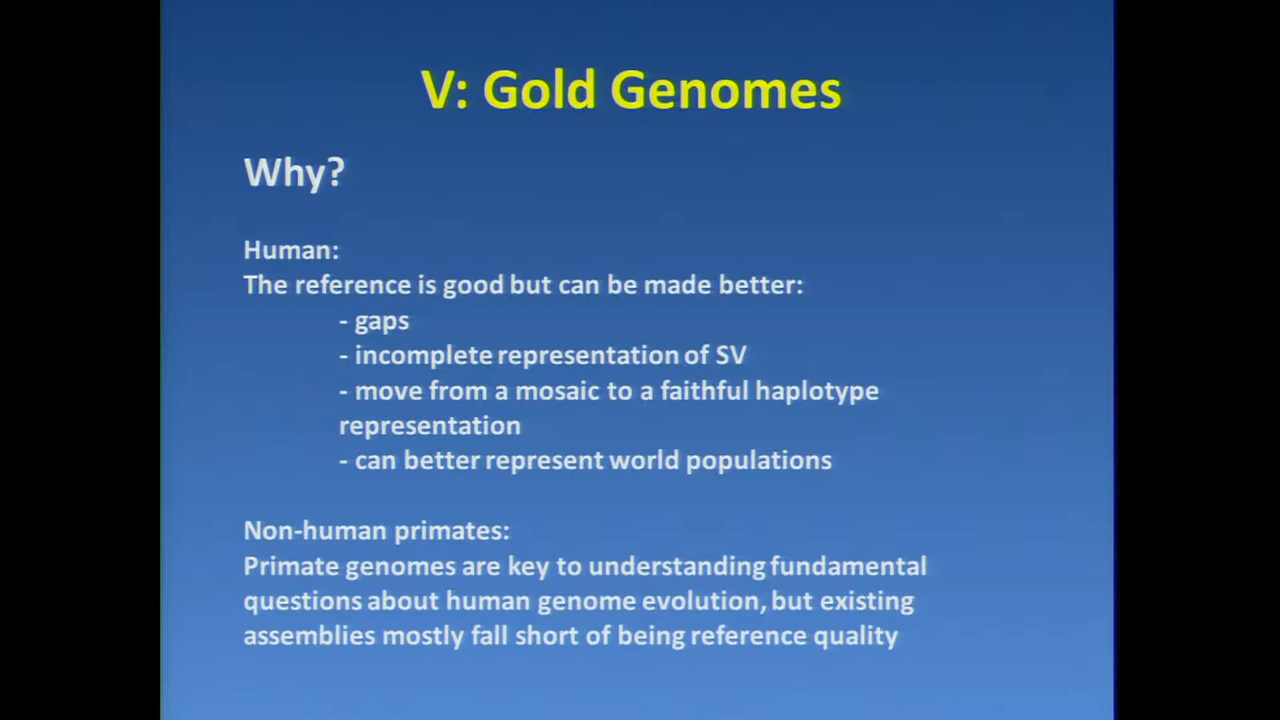 V: Gold Genomes
Why?
Human:
The reference is good but can be made better:
- gaps
- incomplete representation of SV
- move from a mosaic to a faithful haplotype
representation
- can better represent world populations
Non-human primates:
Primate genomes are key to understanding fundamental
questions about human genome evolution, but existing
assemblies mostly fall short of being reference quality